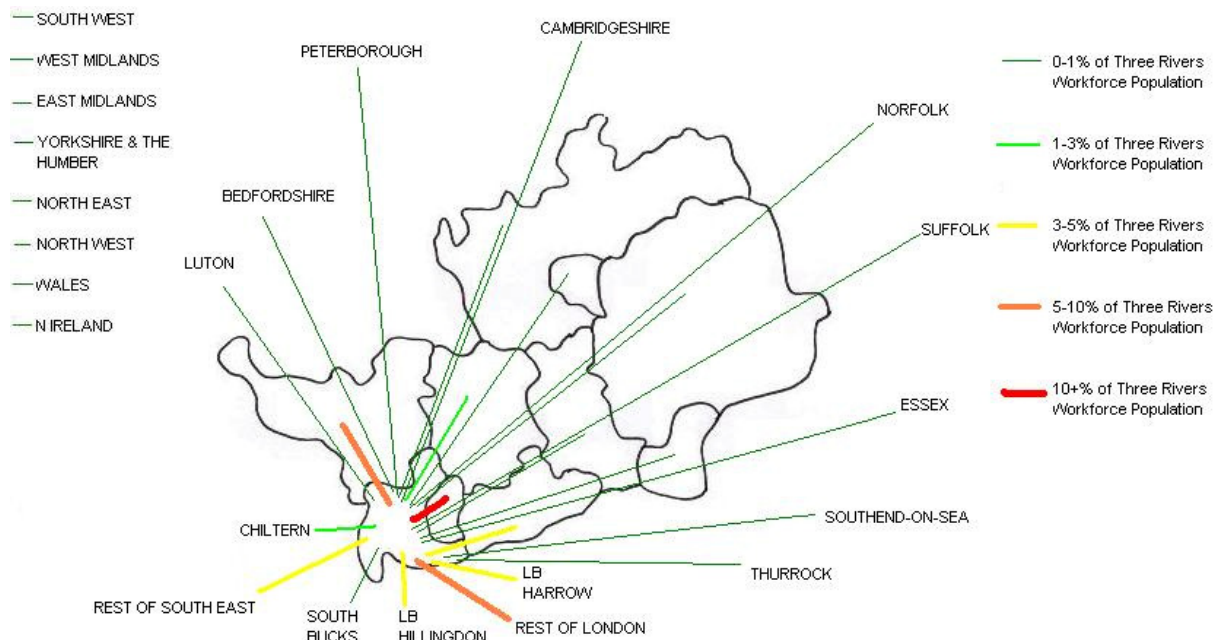 SOUTH WEST
WEST MIDLANDS
EAST MIDLANDS
YORKSHIRE & THE
HUMBER
NORTH EAST
NORTH WEST
WALES
N IRELAND
PETERBOROUGH
CAMBRIDGESHIRE
NORFOLK
BEDFORDSHIRE
SUFFOLK
LUTON
ESSEX
CHILTERN
SOUTHEND-ON-SEA
THURROCK
LB
HARROW
REST OF SOUTH EAST
SOUTH
BUCKS
LB
HILLINGDON
REST OF LONDON
0-1% of Three Rivers
Workforce Population
1-3% of Three Rivers
Workforce Population
3-5% of Three Rivers
Workforce Population
5-10% of Three Rivers
Workforce Population
10+% of Three Rivers
Workforce Population